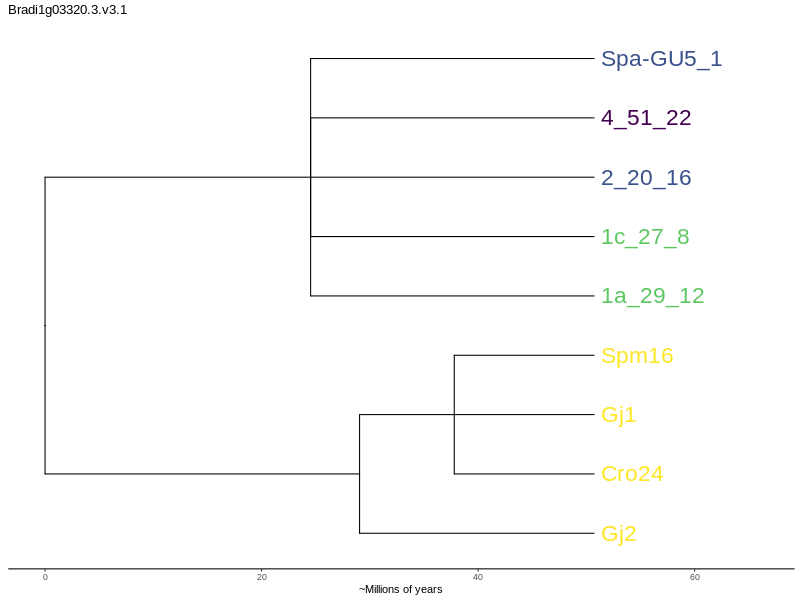 Bradi1g03320.3.v3.1
Spa-GU5_1
4_51_22
2_20_16
1c_27_8
1a_29_12
Spm16
Gj1
Cro24
Gj2
0 20 40 60
~Millions of years